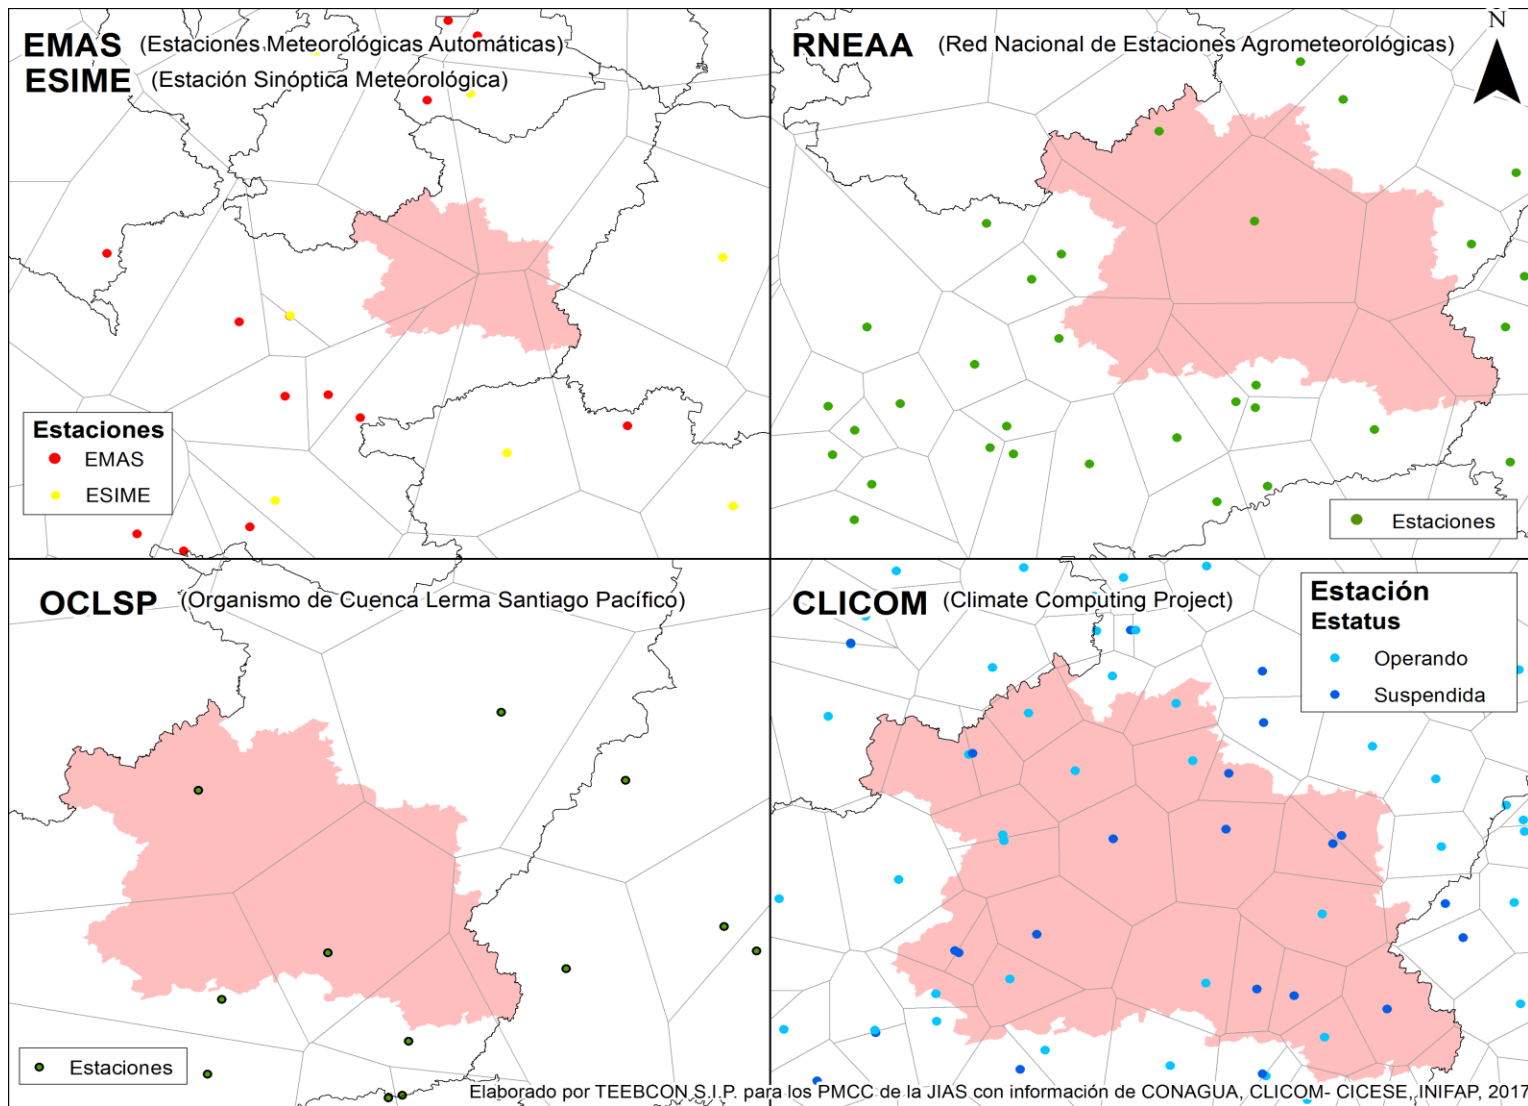 EMAS (Estaciones Meteorológicas Automáticas)
ESIME (Estación Sinóptica Meteorológica)
Estaciones
EMAS
ESIME
RNEAA (Red Nacional de Estaciones Agrometeorológicas)
N
Estaciones
OCLSP (Organismo de Cuenca Lerma Santiago Pacífico)
Estaciones
CLICOM (Climate Computing Project)
Estación
Estatus
Operando
Suspendida
Elaborado por TEEBCON S.I.P. para los PMCC de la JIAS con información de CONAGUA, CLICOM- CICESE, INIFAP, 2017